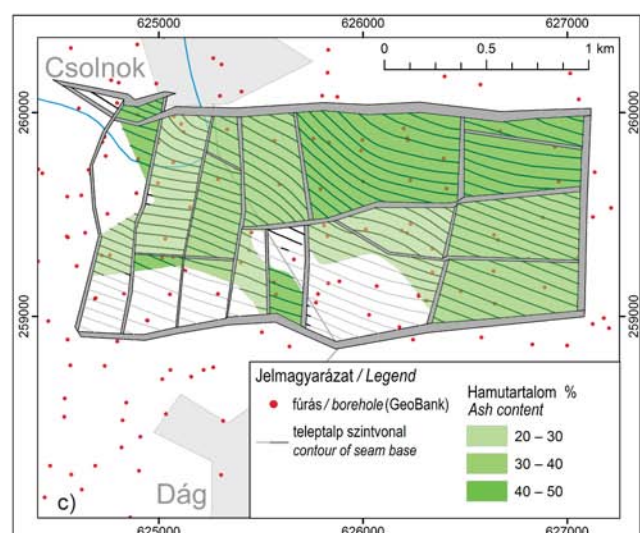 625000 626000 627000
0 0.5 1 km
Csolnok
260000 260000
259000 259000
Jelmagyarázat / Legend
fúrás / borehole (GeoBank)
teleptalp szintvonal
contour of seam base
Hamutartalom %
Ash content
20 – 30
30 – 40
40 – 50
Dág
c)
625000 626000 627000